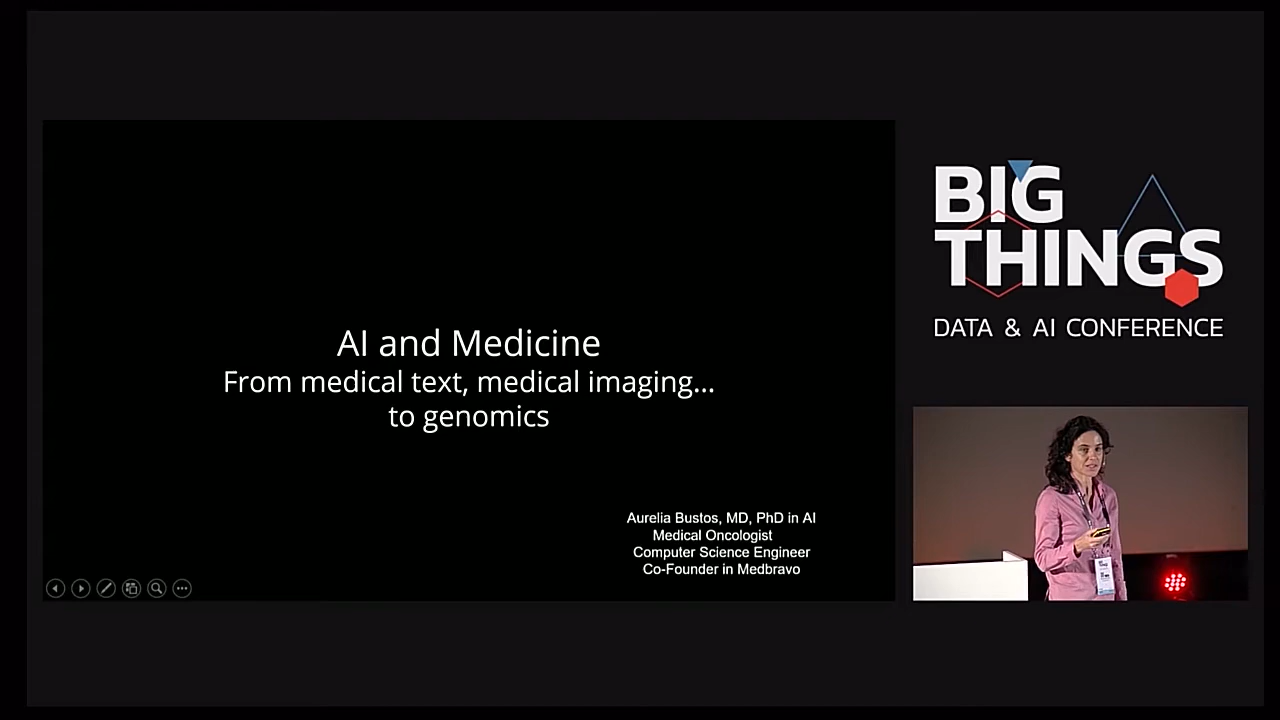 AI and Medicine
From medical text, medical imaging...
to genomics
Aurelia Bustos, MD, PhD in AI
Medical Oncologist
Computer Science Engineer
Co-Founder in Medbravo
BIG
THINGS
DATA & AI CONFERENCE